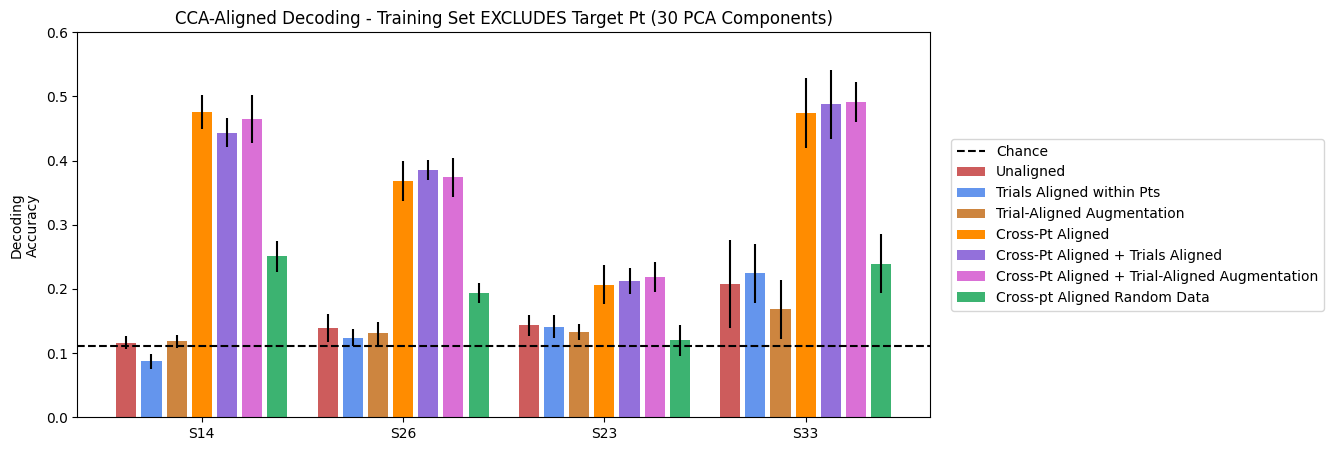 CCA-Aligned Decoding - Training Set EXCLUDES Target Pt (30 PCA Components)
Decoding
Accuracy
0.6
0.5
0.4
0.3
0.2
0.1
0.0
S14
S26
S23
S33
Chance
Unaligned
Trials Aligned within Pts
Trial-Aligned Augmentation
Cross-Pt Aligned
Cross-Pt Aligned + Trials Aligned
Cross-Pt Aligned + Trial-Aligned Augmentation
Cross-pt Aligned Random Data